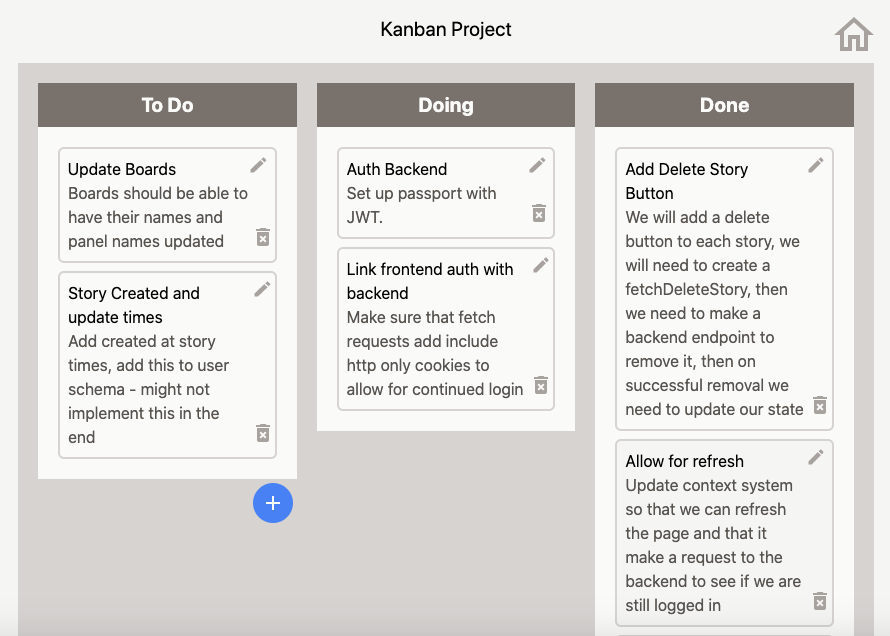 Kanban Project
To Do
Update Boards
Boards should be able to
have their names and
panel names updated
Story Created and
update times
Add created at story
times, add this to user
schema - might not
implement this in the
end
Doing
Auth Backend
Set up passport with
JWT.
Link frontend auth with
backend
Make sure that fetch
requests add include
http only cookies to
allow for continued login
Done
Add Delete Story
Button
We will add a delete
button to each story, we
will need to create a
fetchDeleteStory, then
we need to make a
backend endpoint to
remove it, then on
successful removal we
need to update our state
Allow for refresh
Update context system
so that we can refresh
the page and that it
make a request to the
backend to see if we are
still logged in